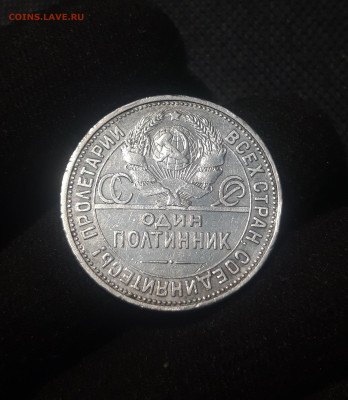 COINS.LAVE.RU
ПРОЛЕТАРИИ ВСЕХ СТРАН, СОЕДИНЯЙТЕСЬ!
СССР
ОДИН
ПОЛТИННИК